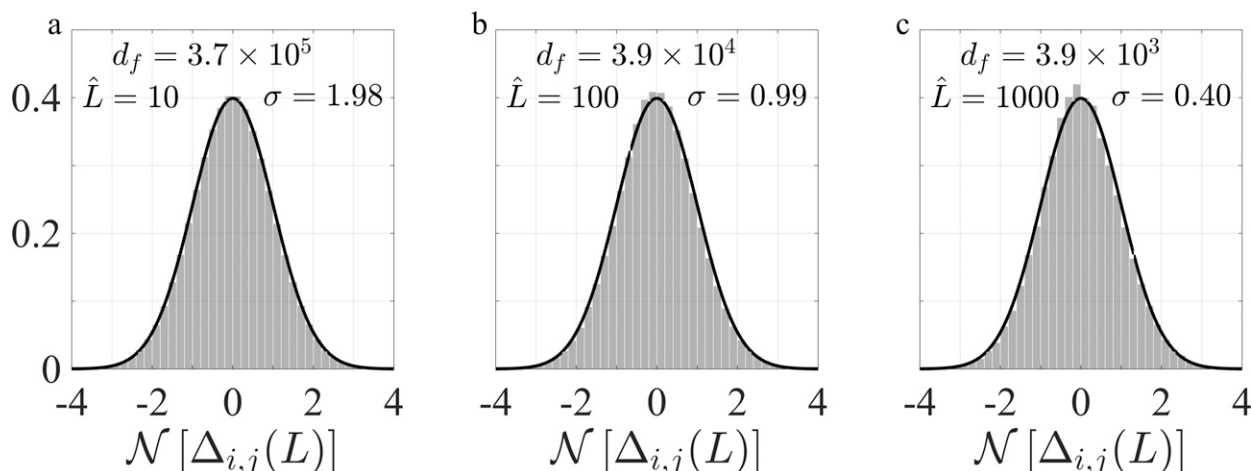 a
d_f = 3.7 × 10^5
L̂ = 10 σ = 1.98
0.4
0.2
0
-4 -2 0 2 4
𝒩[Δ_{i,j}(L)]
b
d_f = 3.9 × 10^4
L̂ = 100 σ = 0.99
-4 -2 0 2 4
𝒩[Δ_{i,j}(L)]
c
d_f = 3.9 × 10^3
L̂ = 1000 σ = 0.40
-4 -2 0 2 4
𝒩[Δ_{i,j}(L)]